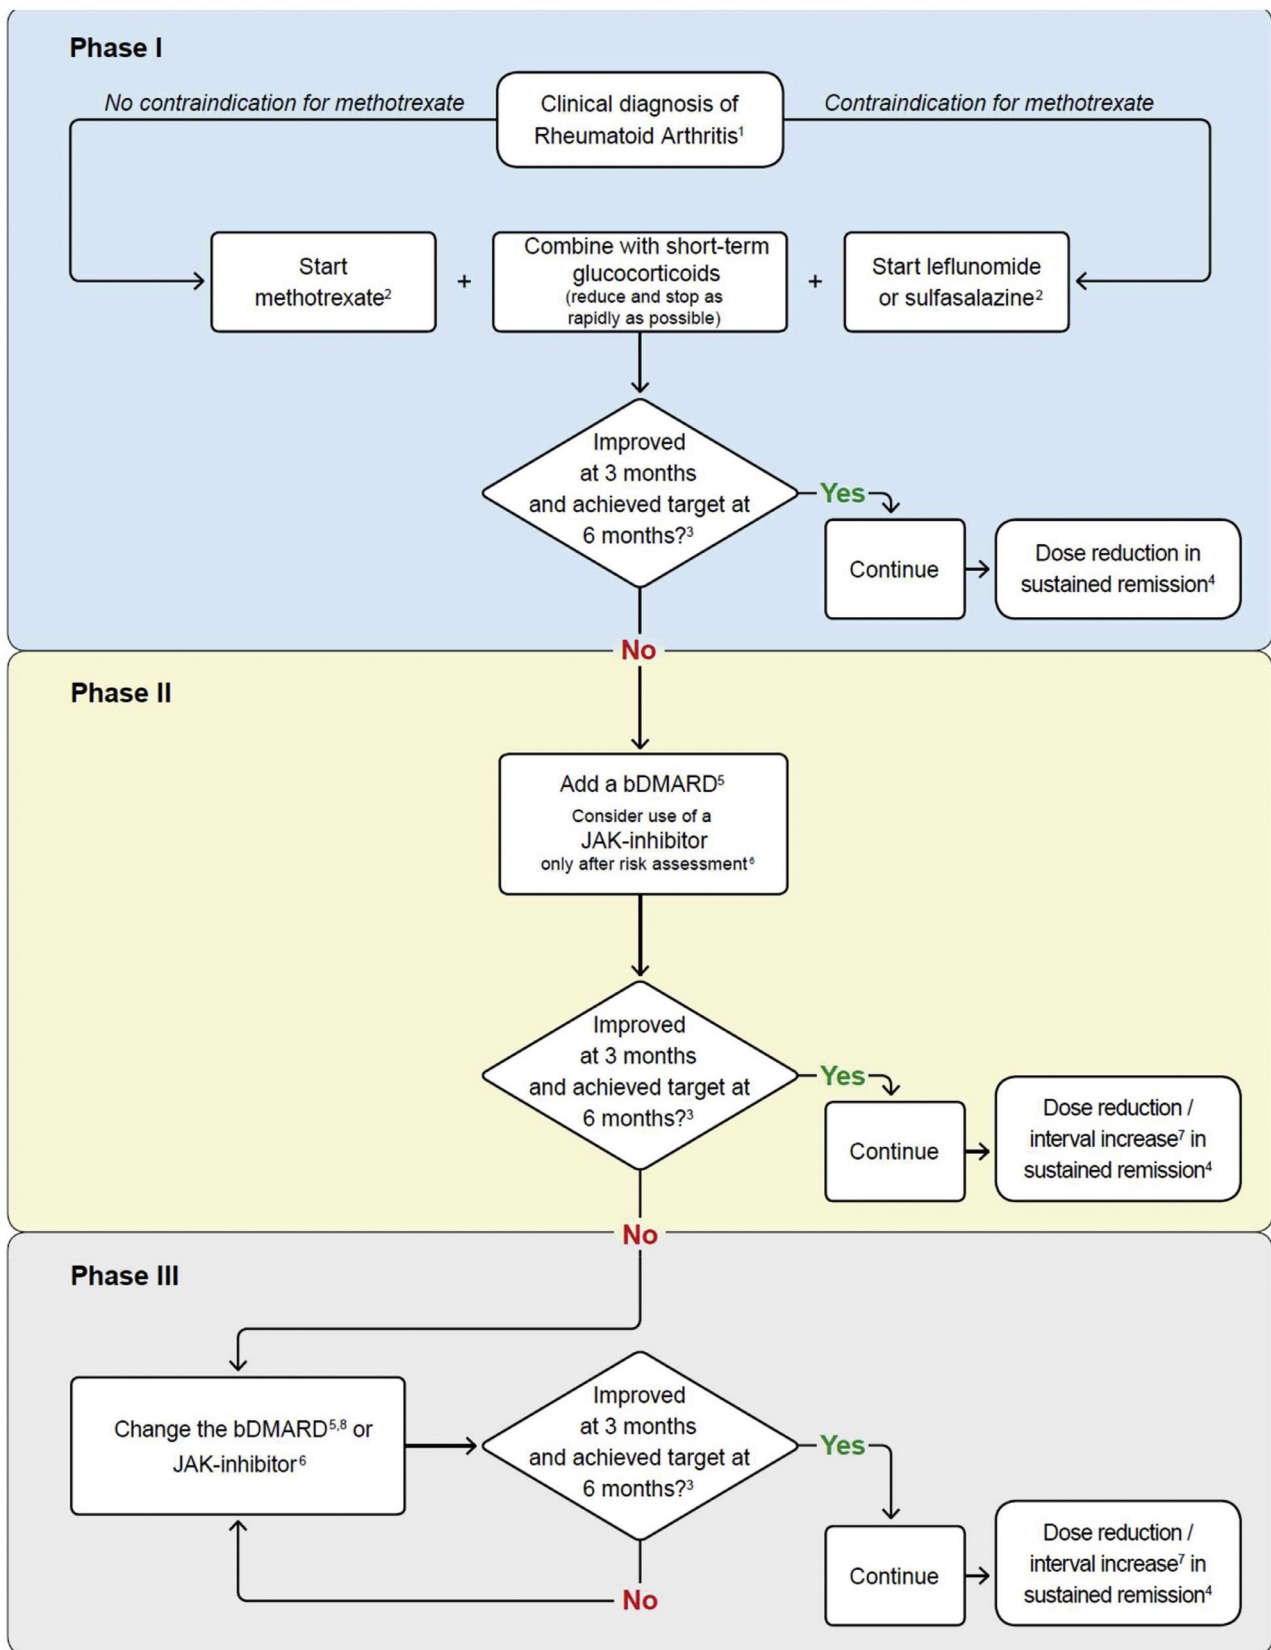 Phase I
No contraindication for methotrexate
Clinical diagnosis of
Rheumatoid Arthritis¹
Contraindication for methotrexate
Start
methotrexate²
+
Combine with short-term
glucocorticoids
(reduce and stop as
rapidly as possible)
+
Start leflunomide
or sulfasalazine²
Improved
at 3 months
and achieved target at
6 months?³
Yes
Continue
Dose reduction in
sustained remission⁴
No
Phase II
Add a bDMARD⁵
Consider use of a
JAK-inhibitor
only after risk assessment⁶
Improved
at 3 months
and achieved target at
6 months?³
Yes
Continue
Dose reduction /
interval increase⁷ in
sustained remission⁴
No
Phase III
Change the bDMARD⁵,⁸ or
JAK-inhibitor⁶
Improved
at 3 months
and achieved target at
6 months?³
Yes
Continue
Dose reduction /
interval increase⁷ in
sustained remission⁴
No